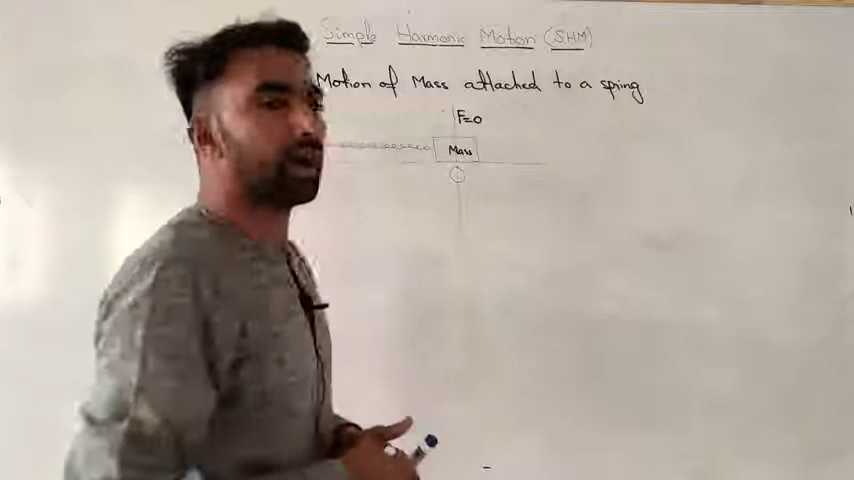 Simple Harmonic Motion (SHM)
Motion of Mass attached to a spring
F=0
Mass
O